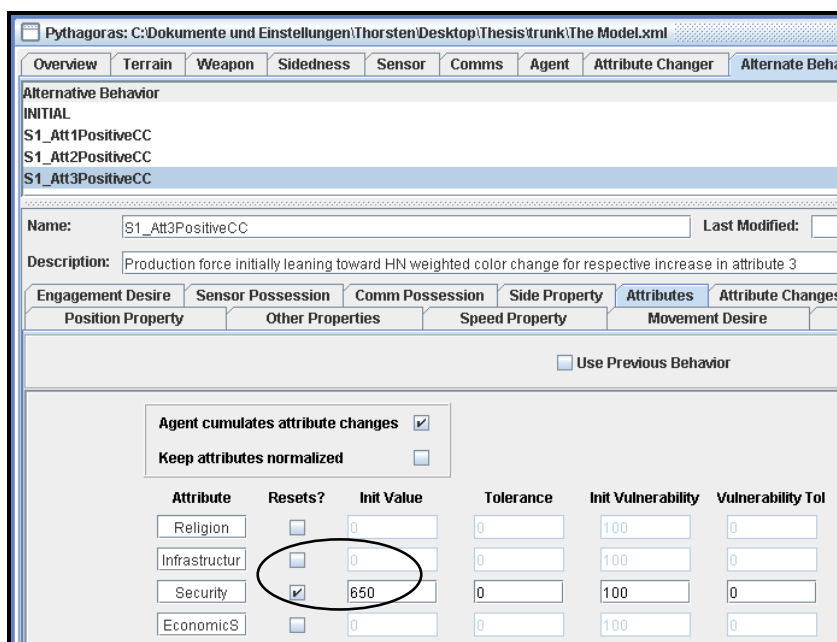 Pythagoras: C:\Dokumente und Einstellungen\Thorsten\Desktop\Thesis\trunk\The Model.xml
Overview Terrain Weapon Sidedness Sensor Comms Agent Attribute Changer Alternate Beha
Alternative Behavior
INITIAL
S1_Att1PositiveCC
S1_Att2PositiveCC
S1_Att3PositiveCC
Name: S1_Att3PositiveCC Last Modified:
Description: Production force initially leaning toward HN weighted color change for respective increase in attribute 3
Engagement Desire Sensor Possession Comm Possession Side Property Attributes Attribute Changes
Position Property Other Properties Speed Property Movement Desire
Use Previous Behavior
Agent cumulates attribute changes
Keep attributes normalized
Attribute Resets? Init Value Tolerance Init Vulnerability Vulnerability Tol
Religion 0 0 100 0
Infrastructur 0 0 100 0
Security 650 0 100 0
EconomicS 0 0 100 0